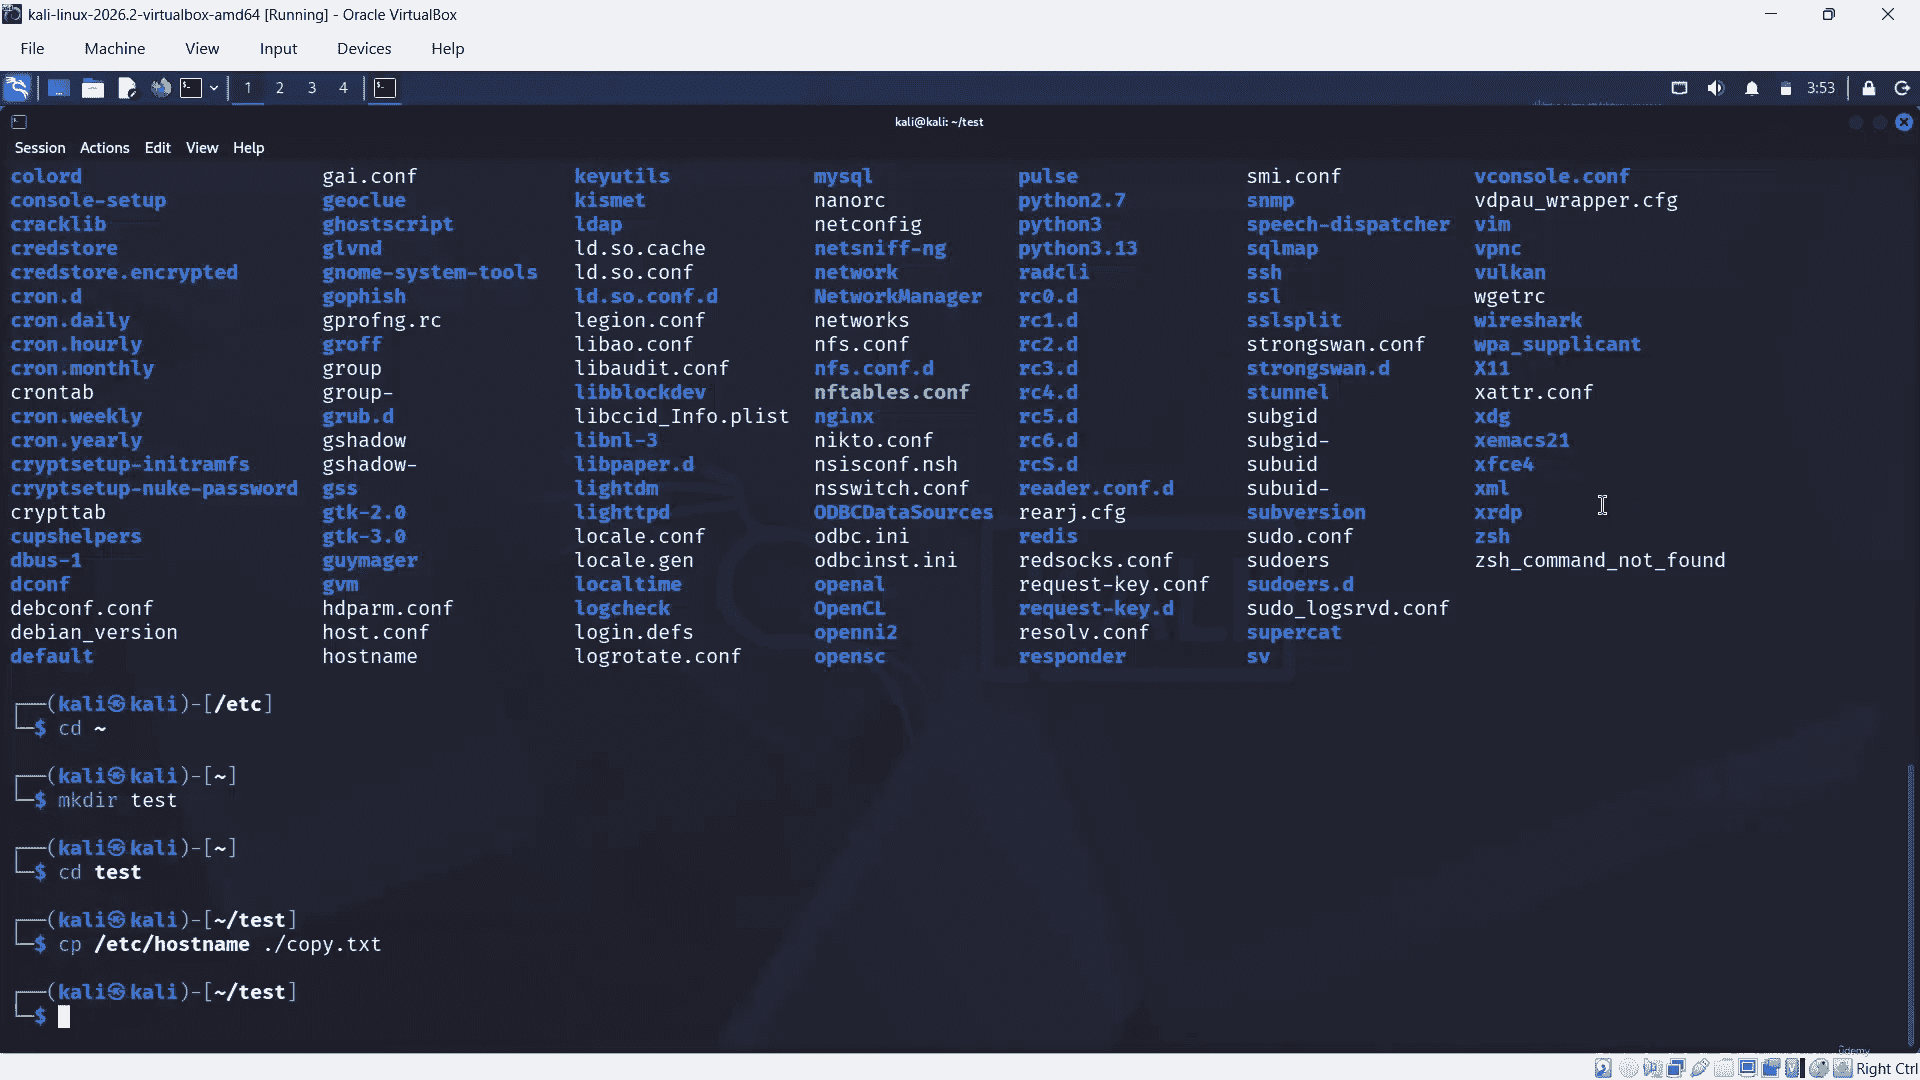 kali-linux-2026.2-virtualbox-amd64 [Running] - Oracle VirtualBox
File Machine View Input Devices Help
1 2 3 4 3:53
kali@kali: ~/test
Session Actions Edit View Help
colord gai.conf keyutils mysql pulse smi.conf vconsole.conf
console-setup geoclue kismet nanorc python2.7 snmp vdpau_wrapper.cfg
cracklib ghostscript ldap netconfig python3 speech-dispatcher vim
credstore glvnd ld.so.cache netsniff-ng python3.13 sqlmap vpnc
credstore.encrypted gnome-system-tools ld.so.conf network radcli ssh vulkan
cron.d gophish ld.so.conf.d NetworkManager rc0.d ssl wgetrc
cron.daily gprofng.rc legion.conf networks rc1.d sslsplit wireshark
cron.hourly groff libao.conf nfs.conf rc2.d strongswan.conf wpa_supplicant
cron.monthly group libaudit.conf nfs.conf.d rc3.d strongswan.d X11
crontab group- libblockdev nftables.conf rc4.d stunnel xattr.conf
cron.weekly grub.d libccid_Info.plist nginx rc5.d subgid xdg
cron.yearly gshadow libnl-3 nikto.conf rc6.d subgid- xemacs21
cryptsetup-initramfs gshadow- libpaper.d nsisconf.nsh rcS.d subuid xfce4
cryptsetup-nuke-password gss lightdm nsswitch.conf reader.conf.d subuid- xml
crypttab gtk-2.0 lighttpd ODBCDataSources rearj.cfg subversion xrdp
cupshelpers gtk-3.0 locale.conf odbc.ini redis sudo.conf zsh
dbus-1 guymager locale.gen odbcinst.ini redsocks.conf sudoers zsh_command_not_found
dconf gvm localtime openal request-key.conf sudoers.d
debconf.conf hdparm.conf logcheck OpenCL request-key.d sudo_logsrvd.conf
debian_version host.conf login.defs openni2 resolv.conf supercat
default hostname logrotate.conf opensc responder sv
┌──(kali㉿kali)-[/etc]
└─$ cd ~
┌──(kali㉿kali)-[~]
└─$ mkdir test
┌──(kali㉿kali)-[~]
└─$ cd test
┌──(kali㉿kali)-[~/test]
└─$ cp /etc/hostname ./copy.txt
┌──(kali㉿kali)-[~/test]
└─$
udemy
Right Ctrl